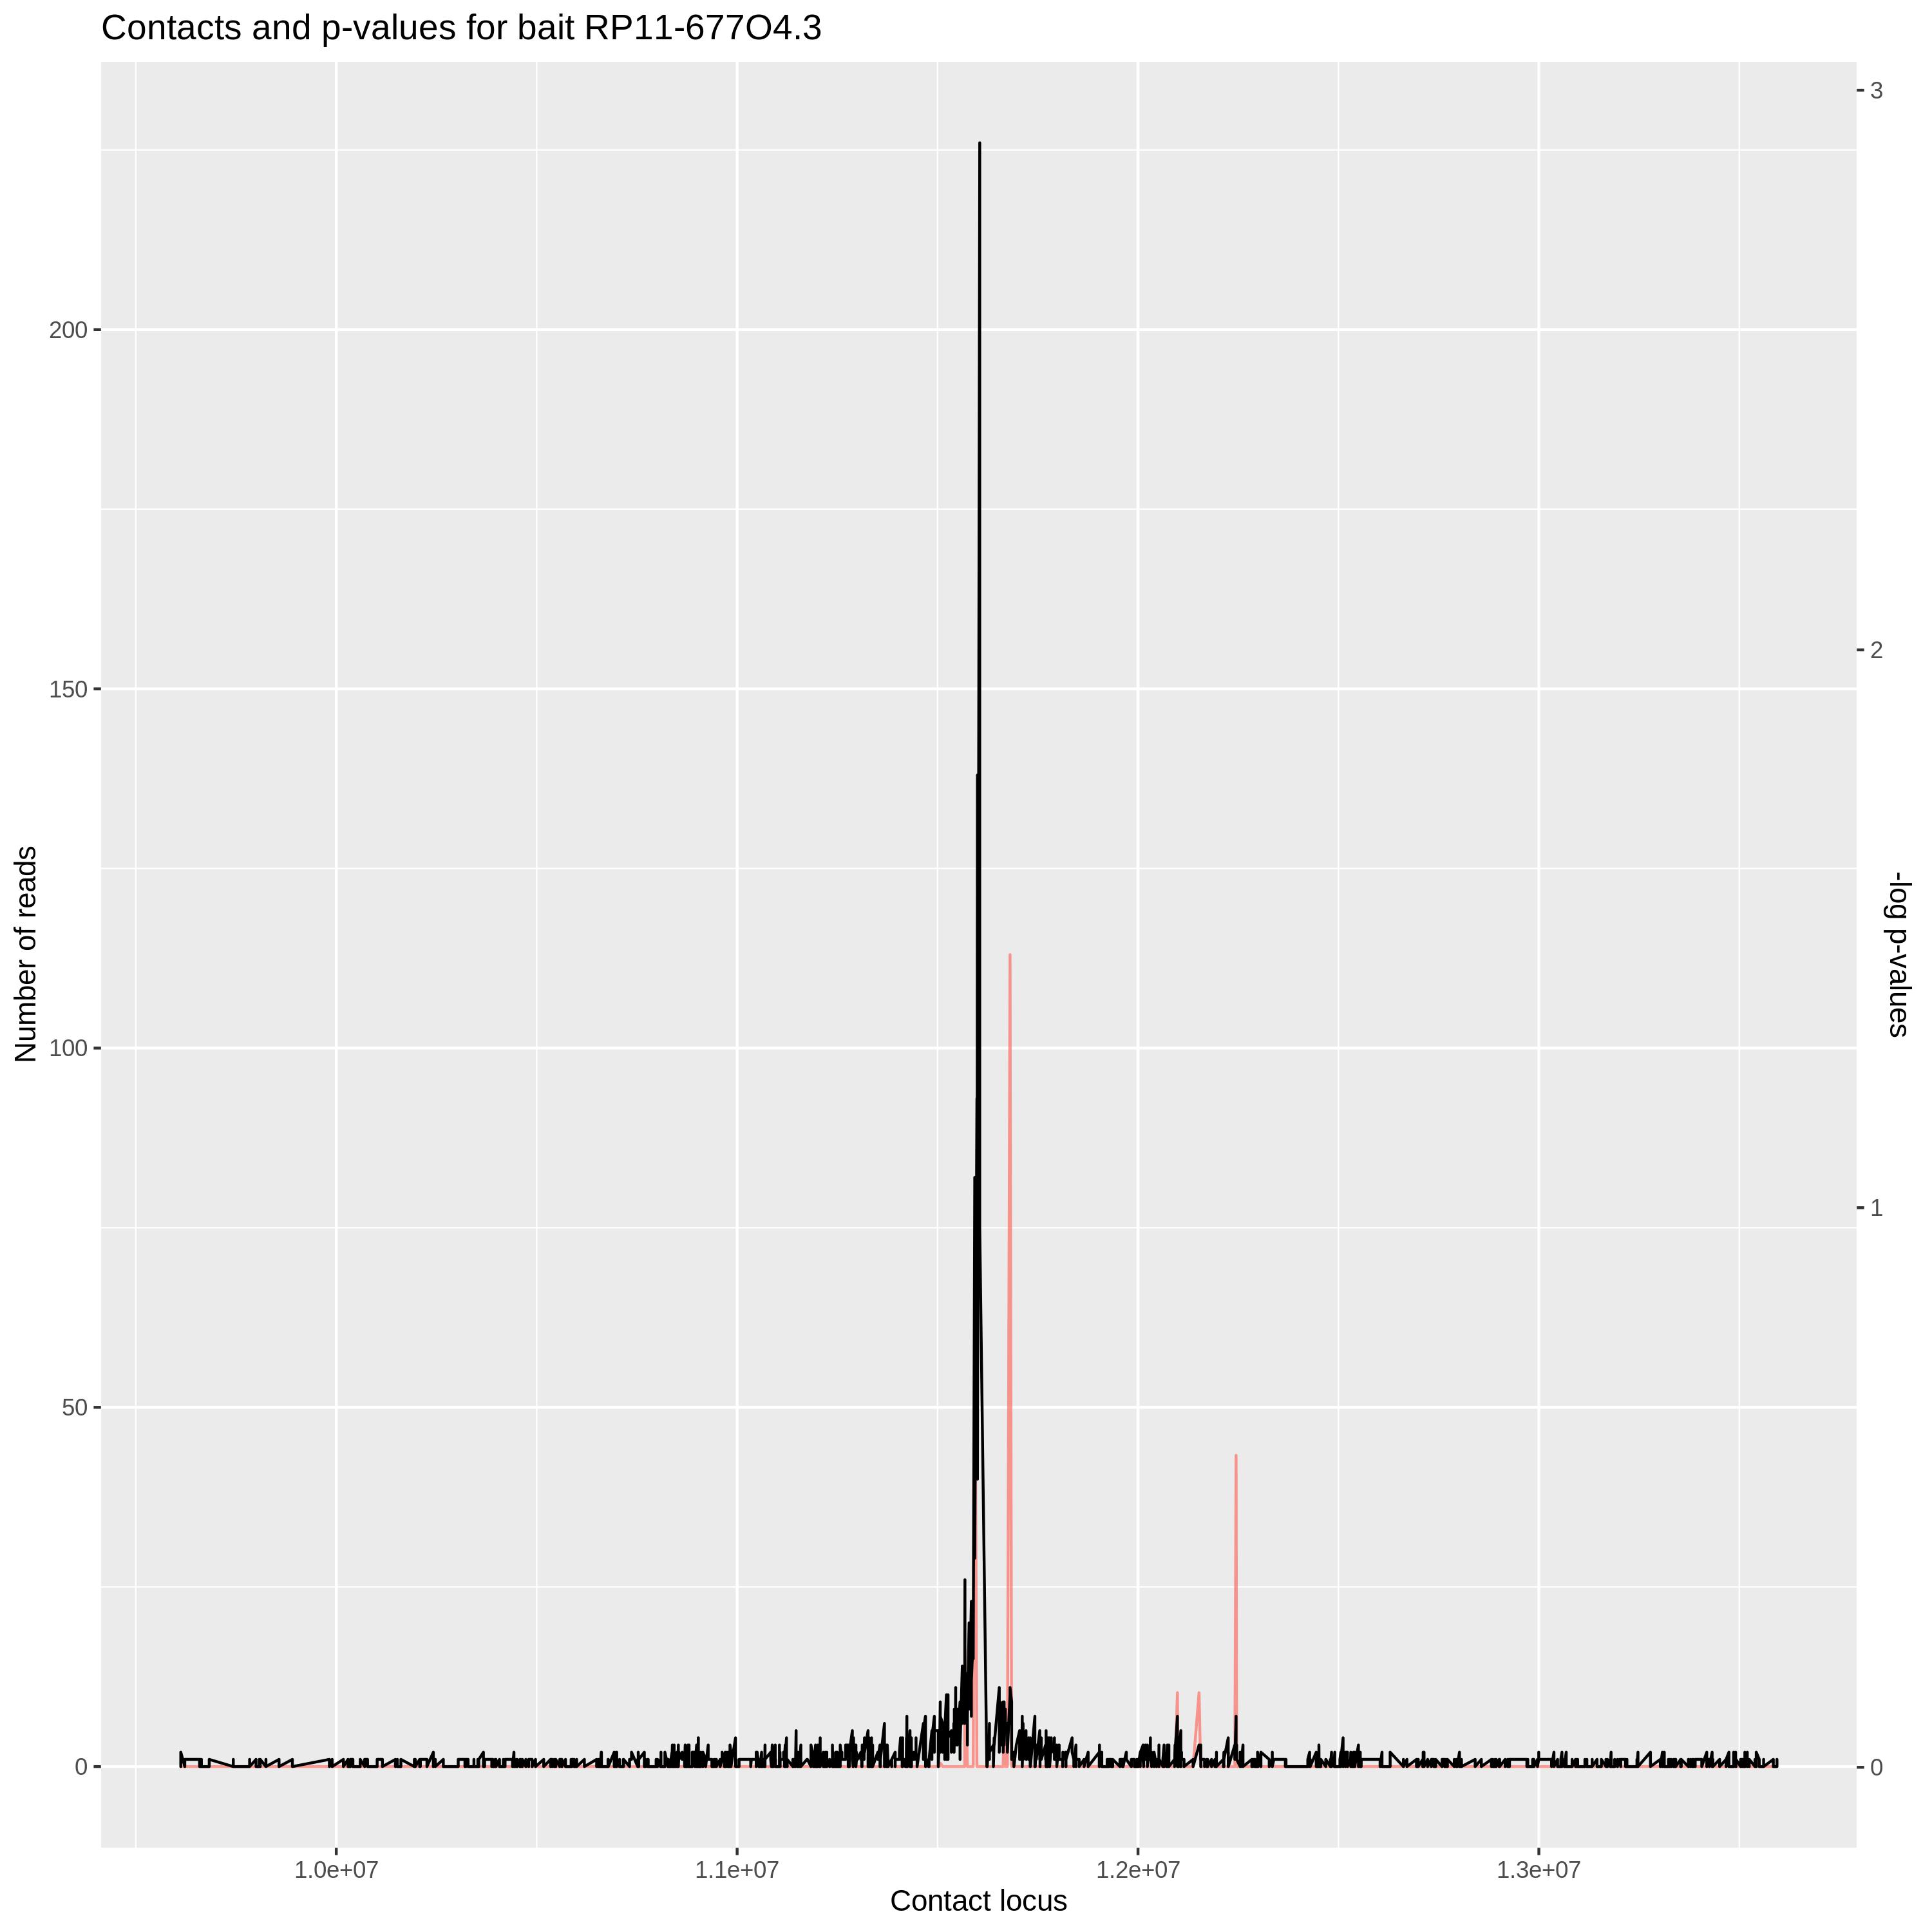 Contacts and p-values for bait RP11-677O4.3
3
200
2
150
Number of reads
-log p-values
100
1
50
0
0
1.0e+07
1.1e+07
1.2e+07
1.3e+07
Contact locus